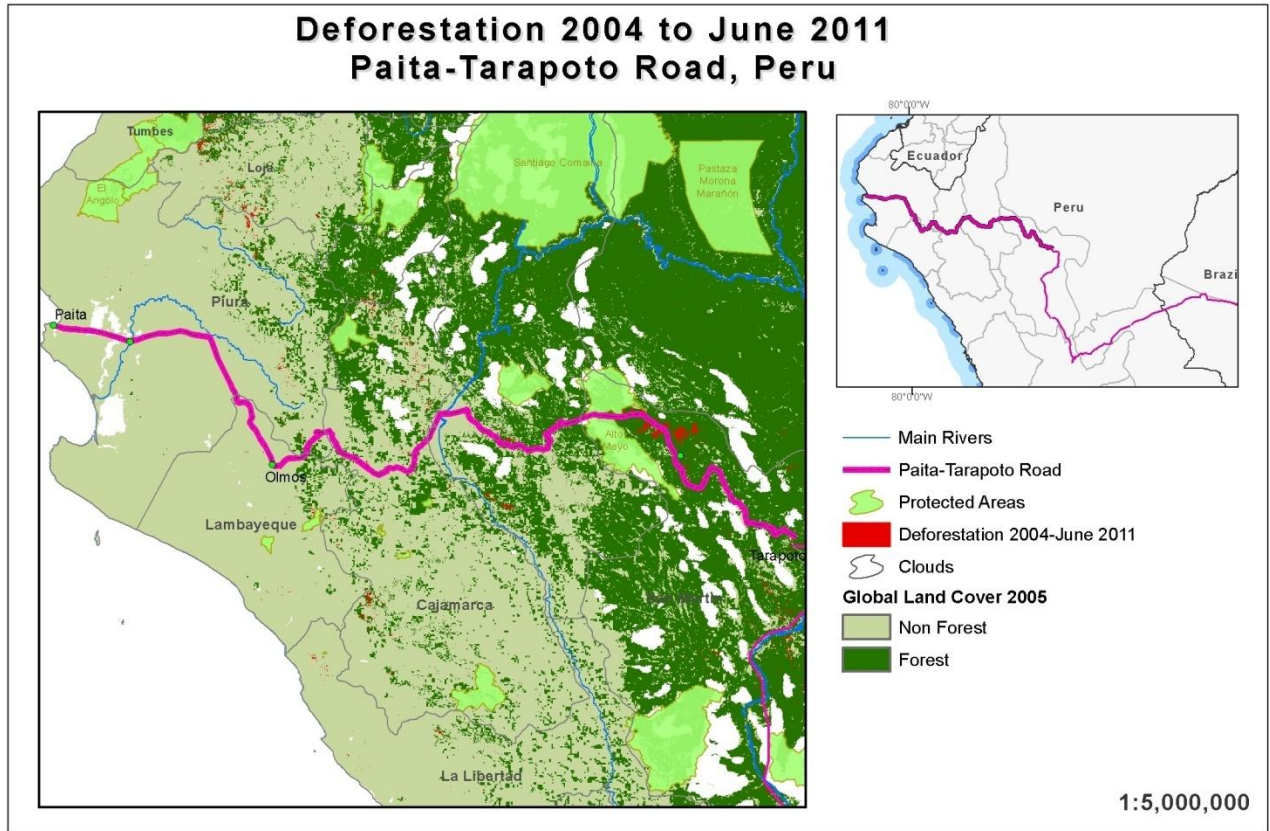 Deforestation 2004 to June 2011
Paita-Tarapoto Road, Peru
Tumbes
Loja
El
Angolo
Santiago Comaina
Pastaza
Morona
Marañón
Piura
Paita
Olmos
Alto
Mayo
Lambayeque
Tarapoto
Cajamarca
La Libertad
80°0'0"W
Ecuador
Peru
Brazi
80°0'0"W
Main Rivers
Paita-Tarapoto Road
Protected Areas
Deforestation 2004-June 2011
Clouds
Global Land Cover 2005
Non Forest
Forest
1:5,000,000